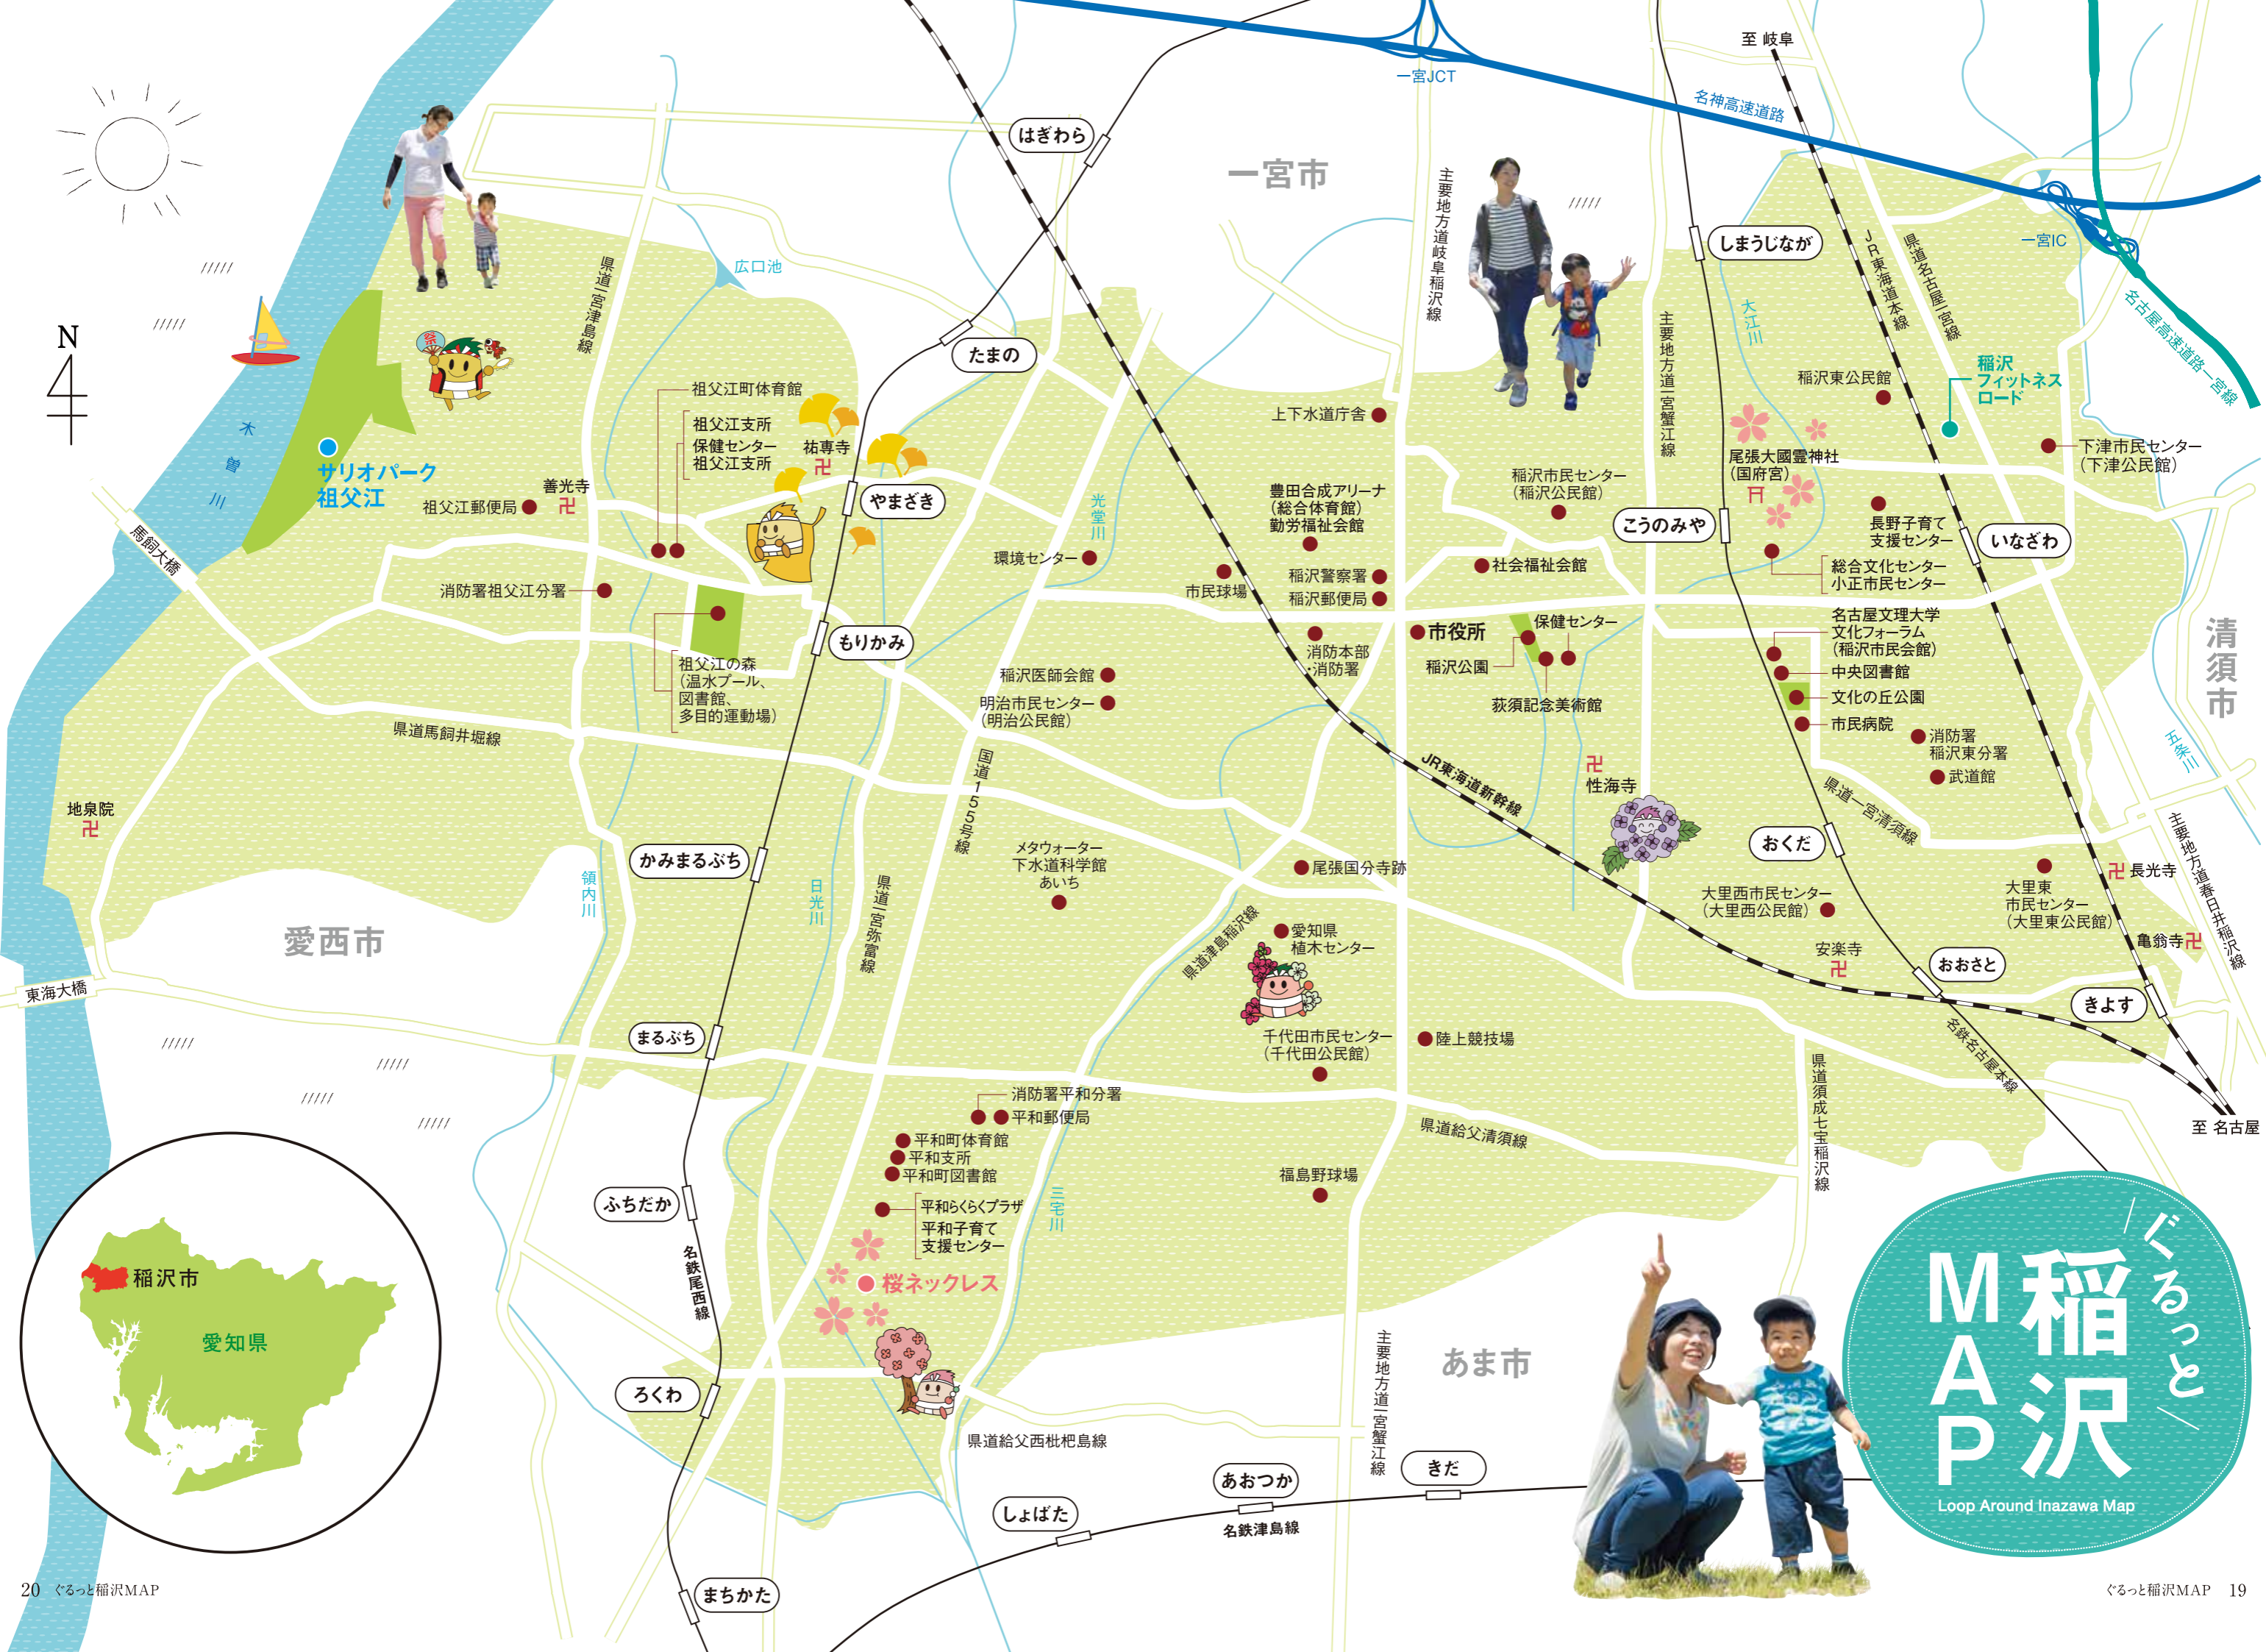 ぐるっと
稲沢
MAP
Loop Around Inazawa Map
至 岐阜
一宮JCT
名神高速道路
はぎわら
一宮市
主要地方道岐阜稲沢線
しまうじなが
JR東海道本線
県道名古屋一宮線
一宮IC
名古屋高速道路一宮線
広口池
県道一宮津島線
N
祭
たまの
主要地方道一宮蟹江線
大江川
稲沢
フィットネス
ロード
稲沢東公民館
祖父江町体育館
祖父江支所
保健センター
祖父江支所
祐専寺
上下水道庁舎
木曽川
サリオパーク
祖父江
祖父江郵便局
善光寺
やまざき
光堂川
豊田合成アリーナ
(総合体育館)
勤労福祉会館
稲沢市民センター
(稲沢公民館)
尾張大國霊神社
(国府宮)
下津市民センター
(下津公民館)
こうのみや
長野子育て
支援センター
いなざわ
馬飼大橋
環境センター
市民球場
稲沢警察署
稲沢郵便局
社会福祉会館
総合文化センター
小正市民センター
消防署祖父江分署
もりかみ
消防本部
・消防署
市役所
稲沢公園
保健センター
荻須記念美術館
名古屋文理大学
文化フォーラム
(稲沢市民会館)
中央図書館
文化の丘公園
市民病院
清須市
祖父江の森
(温水プール、
図書館、
多目的運動場)
稲沢医師会館
明治市民センター
(明治公民館)
消防署
稲沢東分署
武道館
五条川
県道馬飼井堀線
国道155号線
JR東海道新幹線
性海寺
県道一宮清須線
地泉院
かみまるぶち
メタウォーター
下水道科学館
あいち
尾張国分寺跡
おくだ
主要地方道春日井稲沢線
長光寺
大里東
市民センター
(大里東公民館)
大里西市民センター
(大里西公民館)
領内川
日光川
県道一宮弥富線
県道津島稲沢線
愛知県
植木センター
愛西市
亀翁寺
安楽寺
おおさと
きよす
東海大橋
まるぶち
千代田市民センター
(千代田公民館)
陸上競技場
名鉄名古屋本線
県道須成七宝稲沢線
至 名古屋
消防署平和分署
平和郵便局
平和町体育館
平和支所
平和町図書館
県道給父清須線
福島野球場
ふちだか
平和らくらくプラザ
平和子育て
支援センター
三宅川
名鉄尾西線
桜ネックレス
稲沢市
愛知県
ろくわ
主要地方道一宮蟹江線
あま市
県道給父西枇杷島線
きだ
あおつか
しょばた
名鉄津島線
まちかた
20 ぐるっと稲沢MAP
ぐるっと稲沢MAP 19